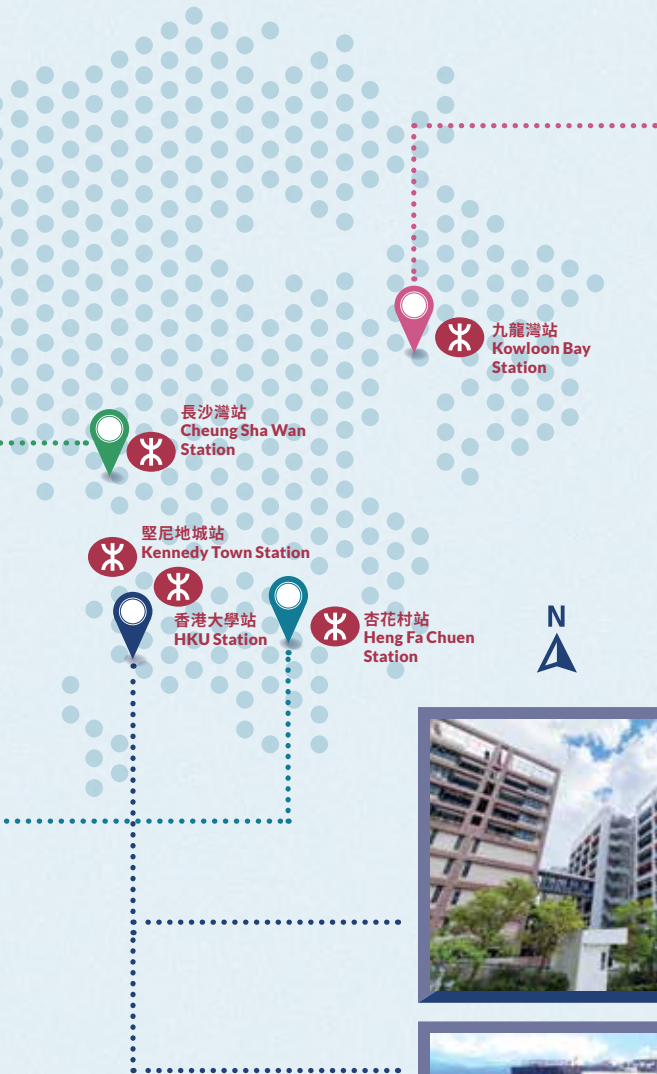 九龍灣站
Kowloon Bay
Station
長沙灣站
Cheung Sha Wan
Station
堅尼地城站
Kennedy Town Station
香港大學站
HKU Station
杏花村站
Heng Fa Chuen
Station
N